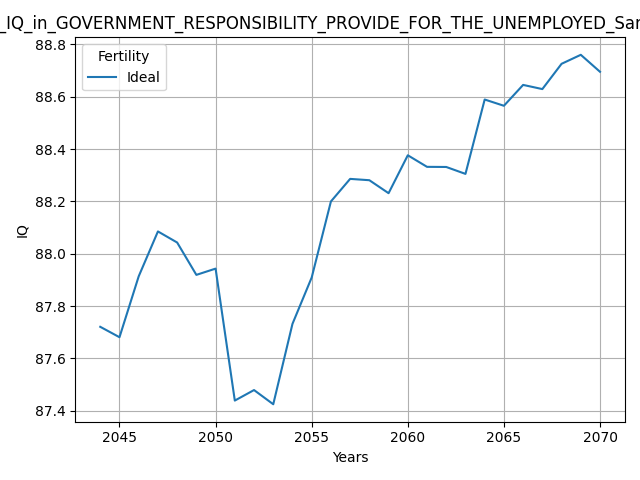 _IQ_in_GOVERNMENT_RESPONSIBILITY_PROVIDE_FOR_THE_UNEMPLOYED_Sar
88.8
88.6
88.4
88.2
88.0
87.8
87.6
87.4
IQ
Fertility
Ideal
2045 2050 2055 2060 2065 2070
Years